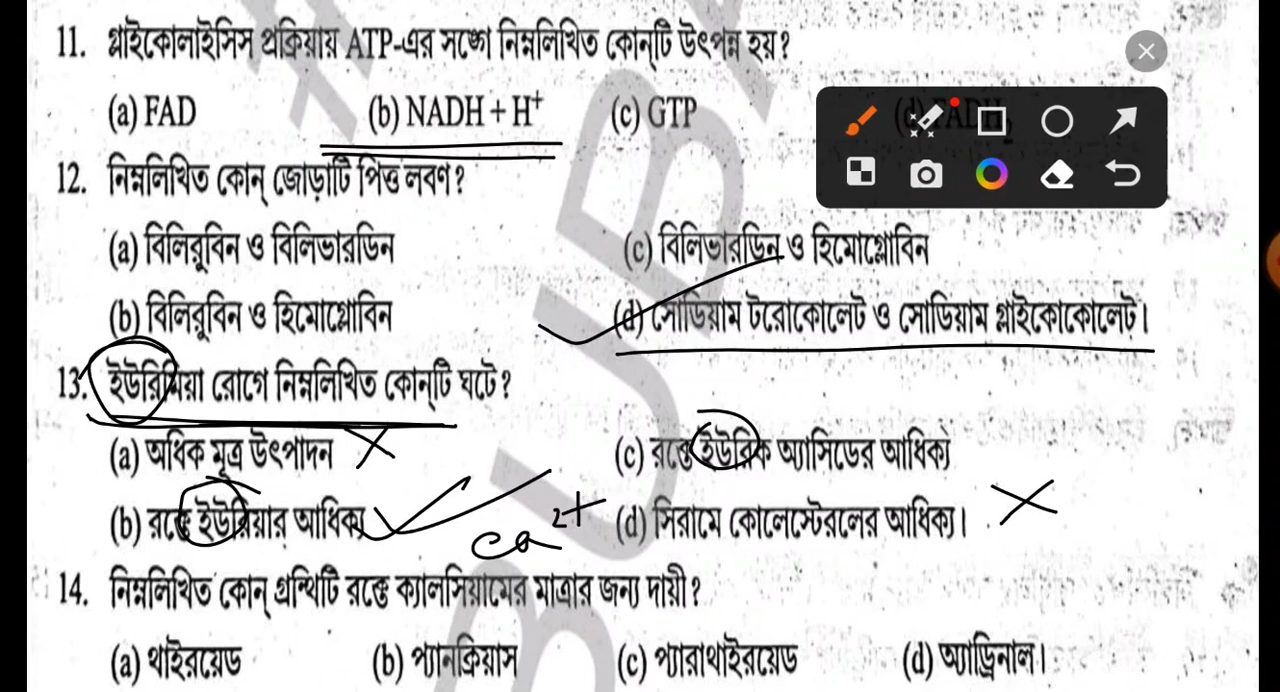 11. গ্লাইকোলাইসিস প্রক্রিয়ায় ATP-এর সঙ্গে নিম্নলিখিত কোন্‌টি উৎপন্ন হয়?
(a) FAD (b) NADH + H⁺ (c) GTP (d) FADH₂
12. নিম্নলিখিত কোন্ জোড়াটি পিত্ত লবণ?
(a) বিলিরুবিন ও বিলিভারডিন (c) বিলিভারডিন ও হিমোগ্লোবিন
(b) বিলিরুবিন ও হিমোগ্লোবিন (d) সোডিয়াম টরোকোলেট ও সোডিয়াম গ্লাইকোকোলেট।
13. ইউরিমিয়া রোগে নিম্নলিখিত কোন্‌টি ঘটে?
(a) অধিক মূত্র উৎপাদন (c) রক্তে ইউরিক অ্যাসিডের আধিক্য
(b) রক্তে ইউরিয়ার আধিক্য (d) সিরামে কোলেস্টেরলের আধিক্য।
Ca²⁺
14. নিম্নলিখিত কোন্ গ্রন্থিটি রক্তে ক্যালসিয়ামের মাত্রার জন্য দায়ী?
(a) থাইরয়েড (b) প্যানক্রিয়াস (c) প্যারাথাইরয়েড (d) অ্যাড্রিনাল।